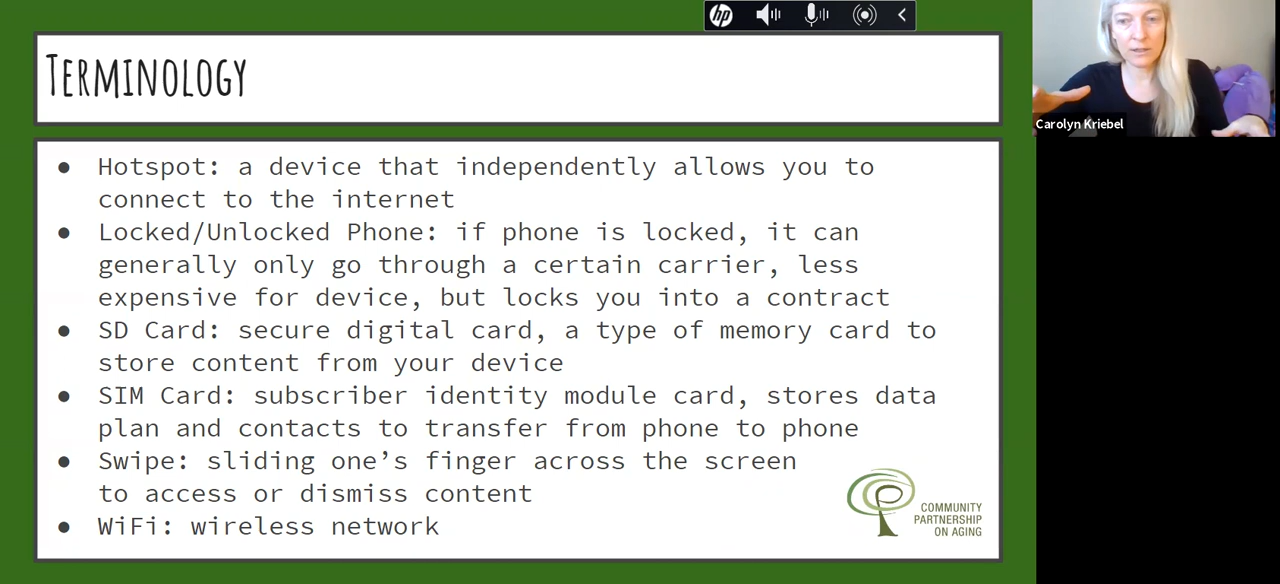 hp
Terminology
Carolyn Kriebel
● Hotspot: a device that independently allows you to
connect to the internet
● Locked/Unlocked Phone: if phone is locked, it can
generally only go through a certain carrier, less
expensive for device, but locks you into a contract
● SD Card: secure digital card, a type of memory card to
store content from your device
● SIM Card: subscriber identity module card, stores data
plan and contacts to transfer from phone to phone
● Swipe: sliding one’s finger across the screen
to access or dismiss content
● WiFi: wireless network
COMMUNITY
PARTNERSHIP
ON AGING